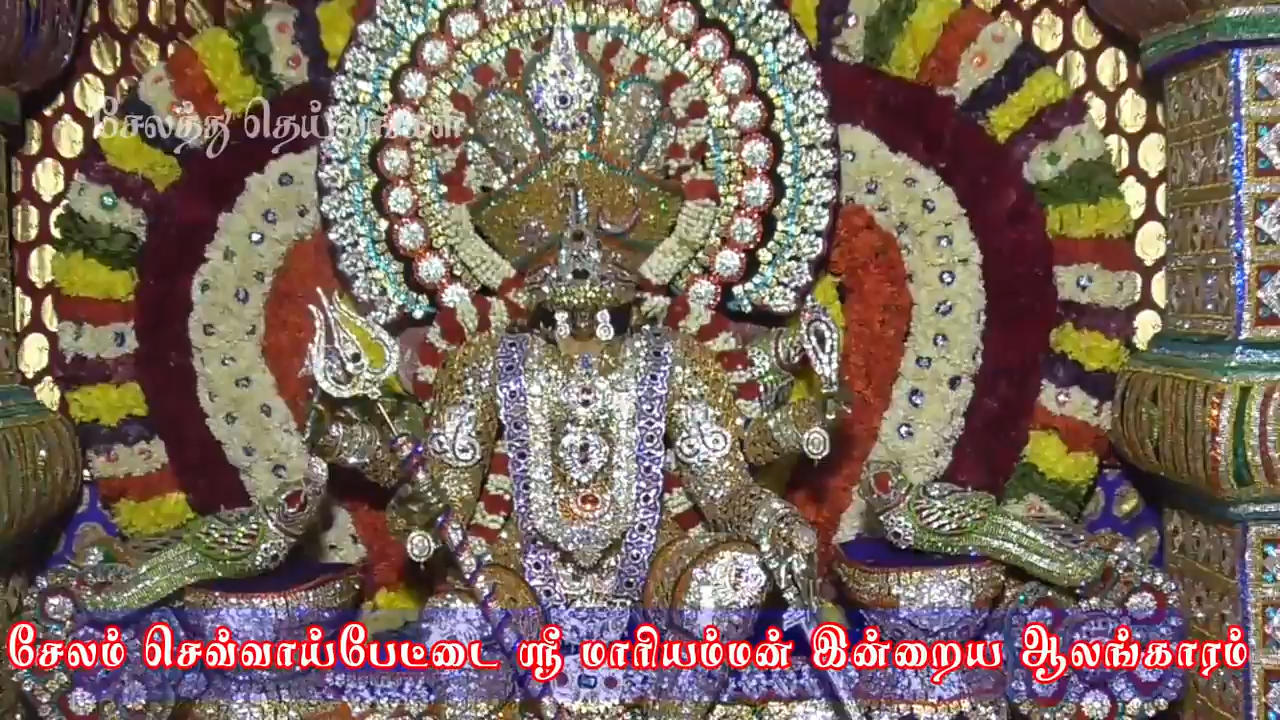 சேலத்து தெய்வங்கள்
சேலம் செவ்வாய்பேட்டை ஸ்ரீ மாரியம்மன் இன்றைய ஆலங்காரம்